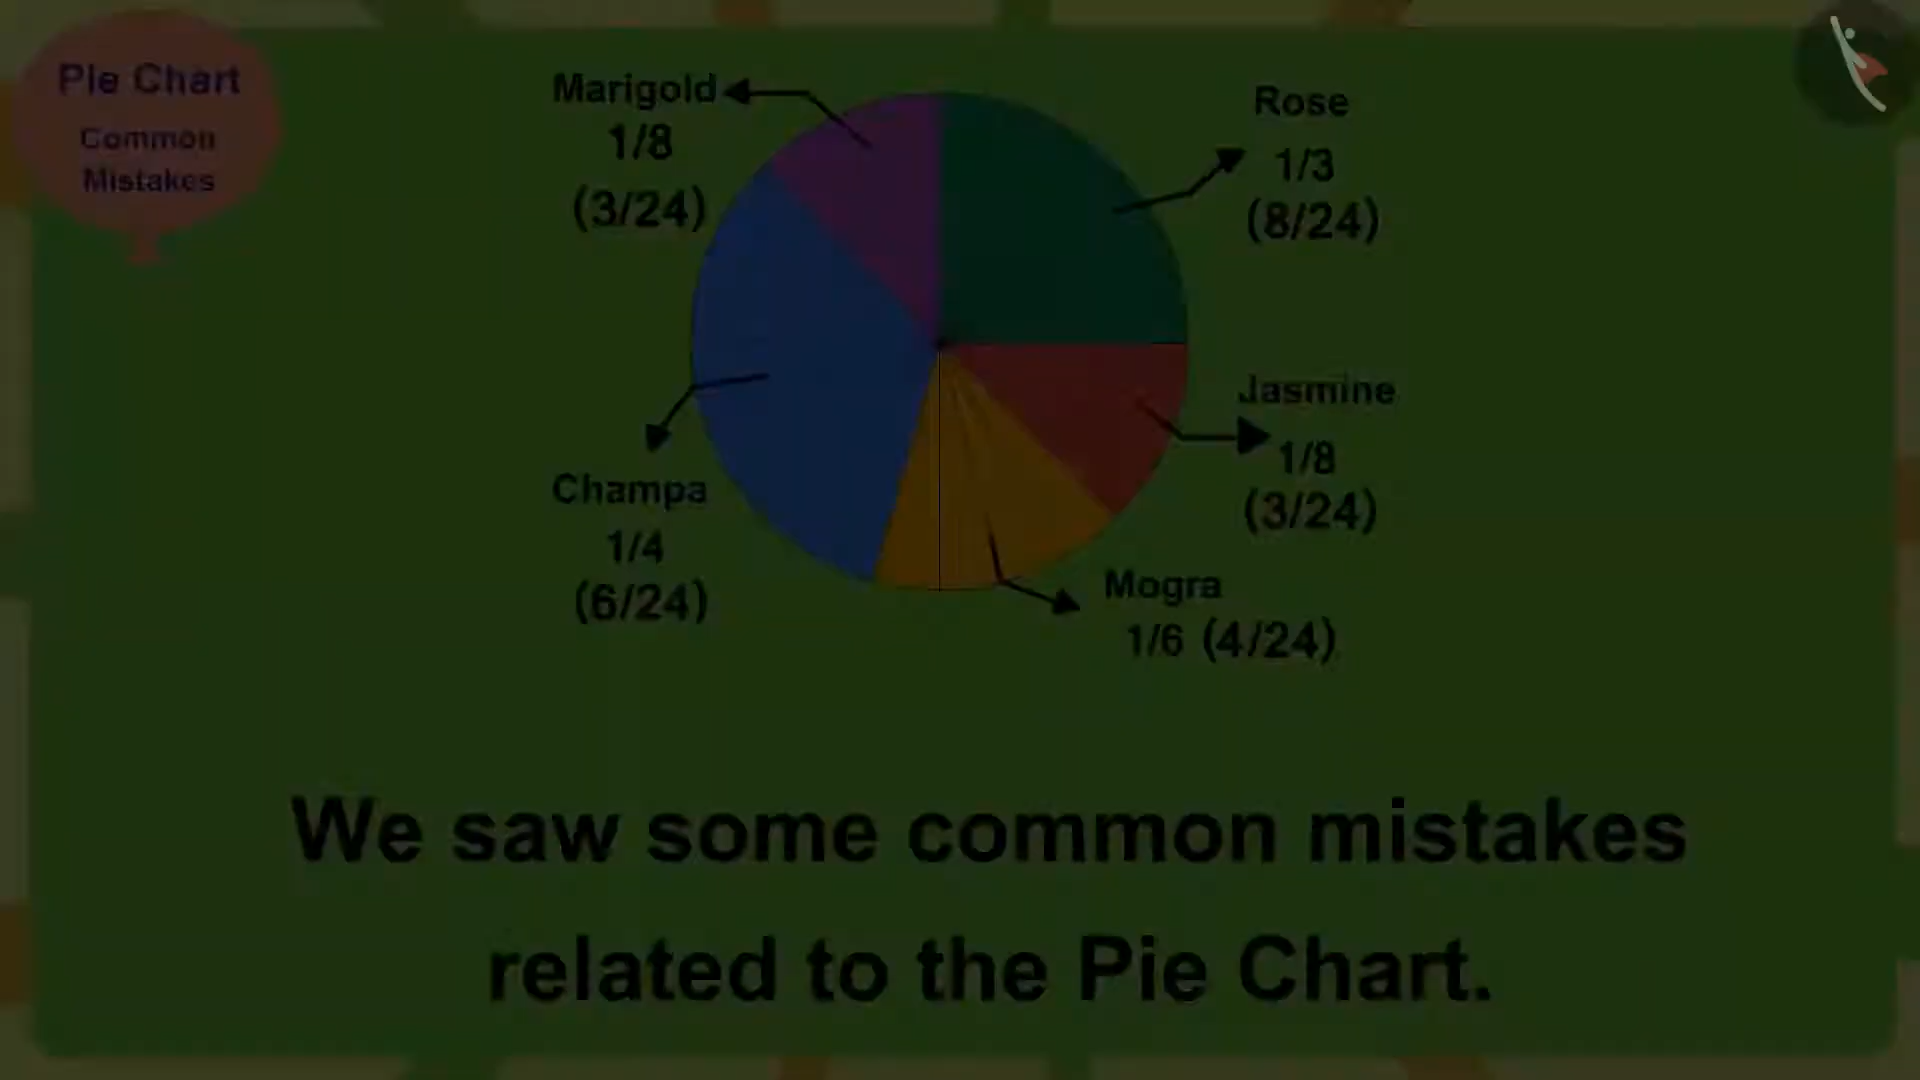 Pie Chart
Common
Mistakes
Marigold
1/8
(3/24)
Rose
1/3
(8/24)
Jasmine
1/8
(3/24)
Champa
1/4
(6/24)
Mogra
1/6 (4/24)
We saw some common mistakes
related to the Pie Chart.